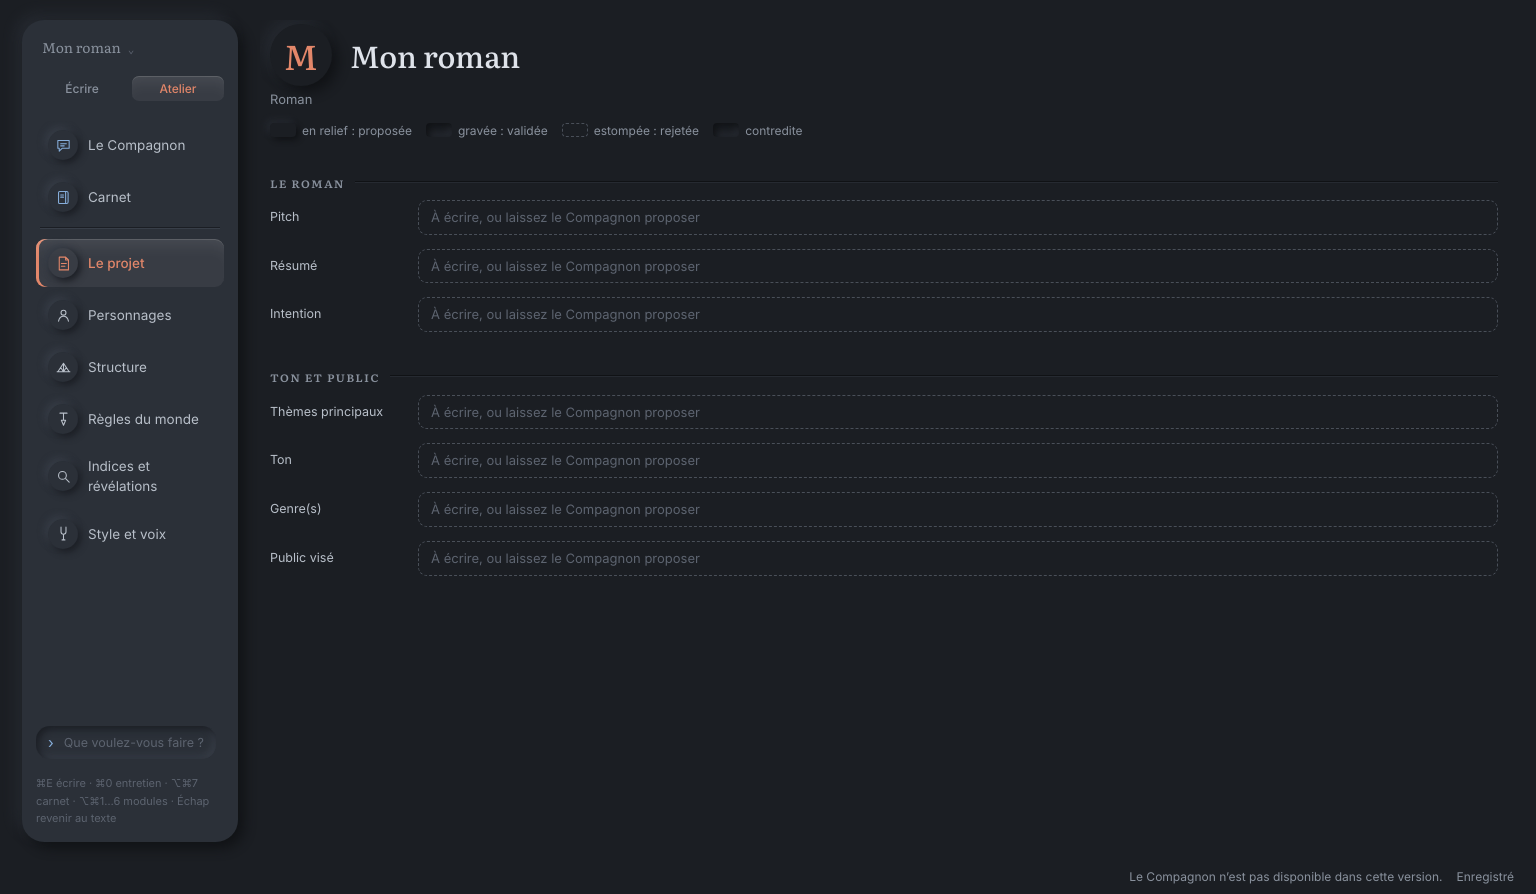 Mon roman
Écrire
Atelier
Le Compagnon
Carnet
Le projet
Personnages
Structure
Règles du monde
Indices et
révélations
Style et voix
Que voulez-vous faire ?
⌘E écrire · ⌘0 entretien · ⌥⌘7
carnet · ⌥⌘1…6 modules · Échap
revenir au texte
M
Mon roman
Roman
en relief : proposée
gravée : validée
estompée : rejetée
contredite
LE ROMAN
Pitch
À écrire, ou laissez le Compagnon proposer
Résumé
À écrire, ou laissez le Compagnon proposer
Intention
À écrire, ou laissez le Compagnon proposer
TON ET PUBLIC
Thèmes principaux
À écrire, ou laissez le Compagnon proposer
Ton
À écrire, ou laissez le Compagnon proposer
Genre(s)
À écrire, ou laissez le Compagnon proposer
Public visé
À écrire, ou laissez le Compagnon proposer
Le Compagnon n’est pas disponible dans cette version.
Enregistré